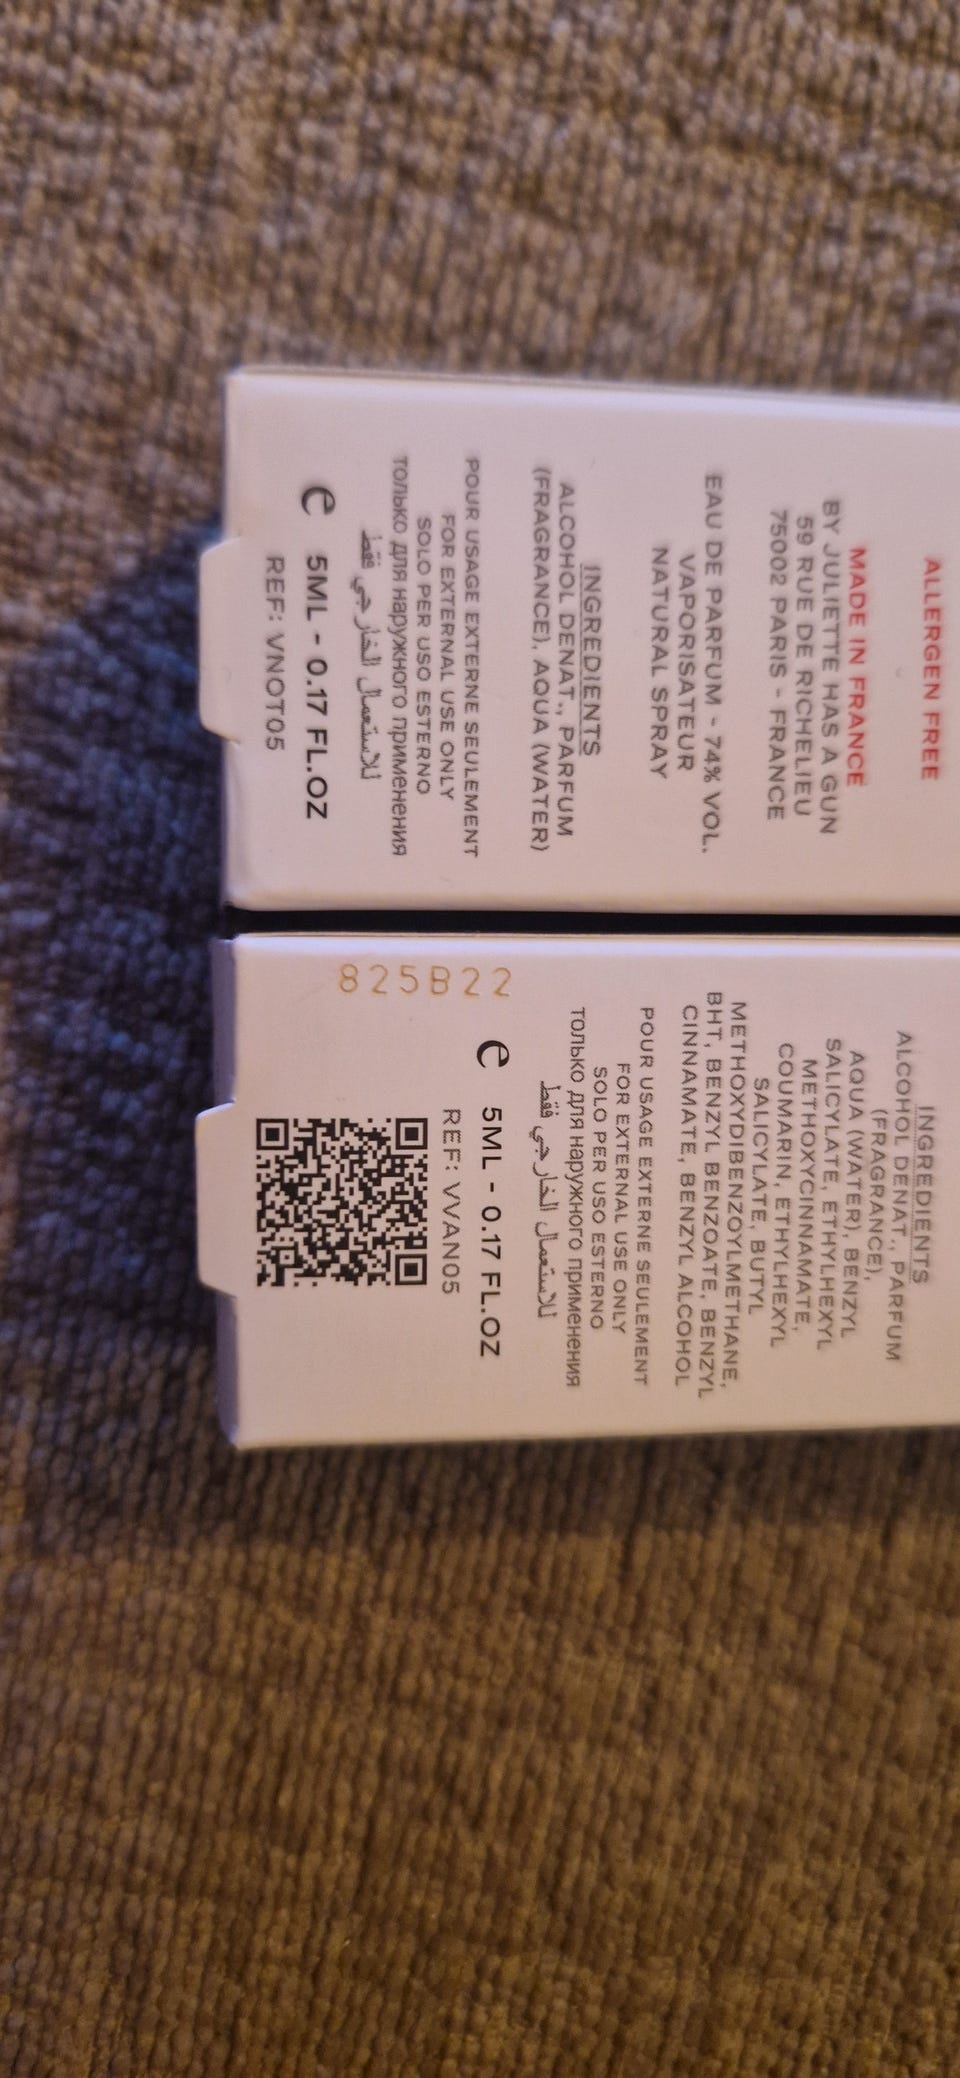 ALLERGEN FREE
MADE IN FRANCE
BY JULIETTE HAS A GUN
59 RUE DE RICHELIEU
75002 PARIS - FRANCE
EAU DE PARFUM - 74% VOL.
VAPORISATEUR
NATURAL SPRAY
INGREDIENTS
ALCOHOL DENAT., PARFUM
(FRAGRANCE), AQUA (WATER)
POUR USAGE EXTERNE SEULEMENT
FOR EXTERNAL USE ONLY
SOLO PER USO ESTERNO
только для наружного применения
للاستعمال الخارجي فقط
e 5ML - 0.17 FL.OZ
REF: VNOT05
INGREDIENTS
ALCOHOL DENAT., PARFUM
(FRAGRANCE),
AQUA (WATER), BENZYL
SALICYLATE, ETHYLHEXYL
METHOXYCINNAMATE,
COUMARIN, ETHYLHEXYL
SALICYLATE, BUTYL
METHOXYDIBENZOYLMETHANE,
BHT, BENZYL BENZOATE, BENZYL
CINNAMATE, BENZYL ALCOHOL
POUR USAGE EXTERNE SEULEMENT
FOR EXTERNAL USE ONLY
SOLO PER USO ESTERNO
только для наружного применения
للاستعمال الخارجي فقط
e 5ML - 0.17 FL.OZ
REF: VVAN05
825B22